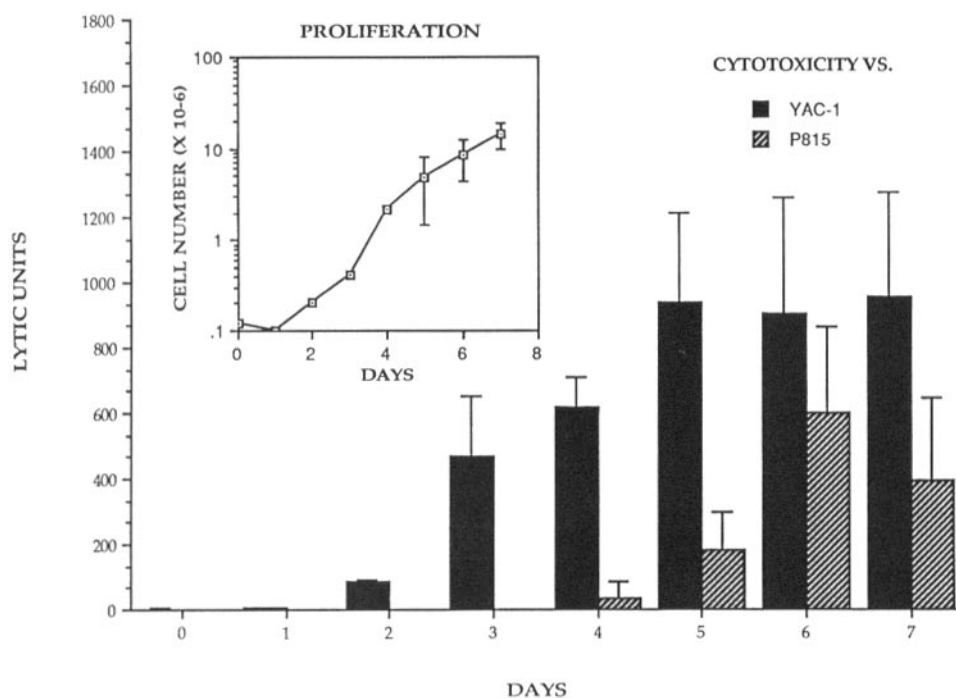 PROLIFERATION
100
10
1
.1
CELL NUMBER (X 10-6)
0 2 4 6 8
DAYS
CYTOTOXICITY VS.
YAC-1
P815
1800
1600
1400
1200
1000
800
600
400
200
0
LYTIC UNITS
0 1 2 3 4 5 6 7
DAYS